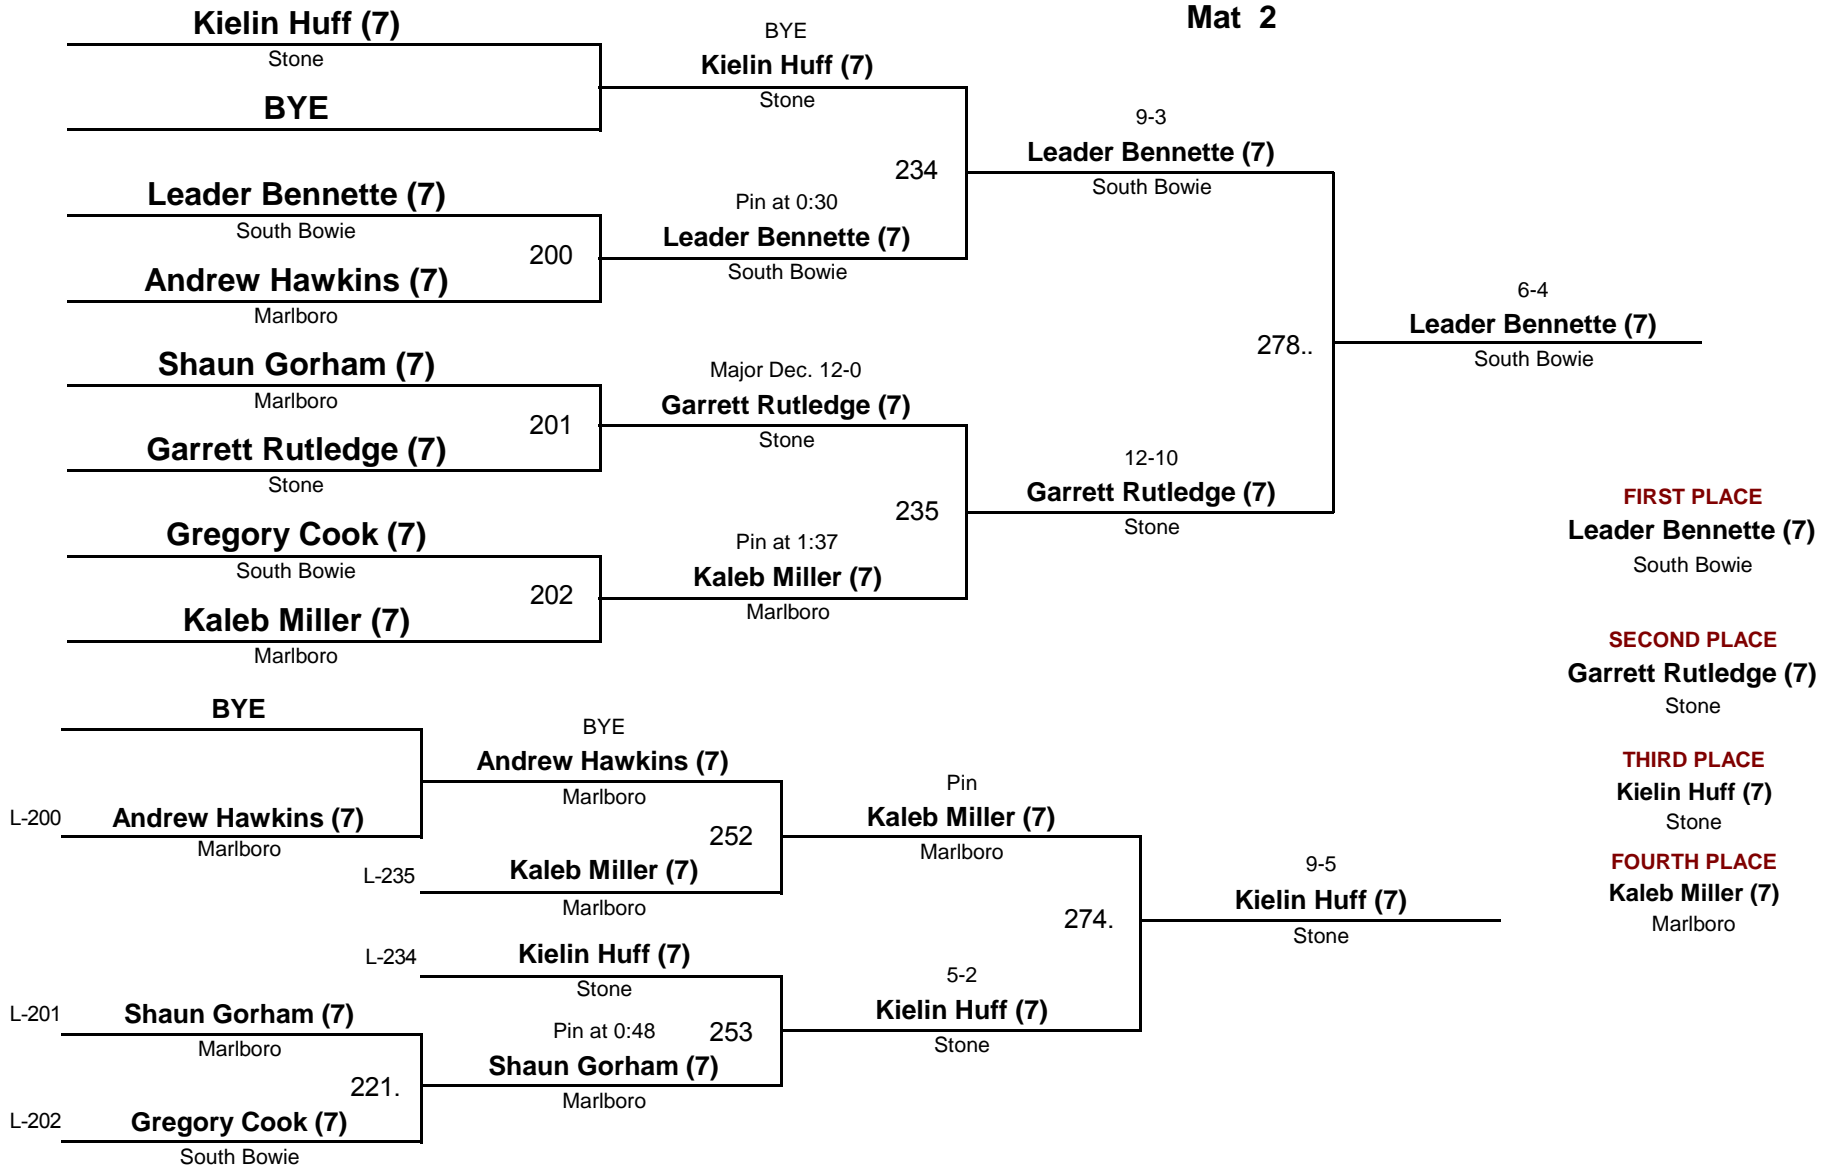 Mat 2
Kielin Huff (7)
Stone
BYE
Leader Bennette (7)
South Bowie
200
Andrew Hawkins (7)
Marlboro
Shaun Gorham (7)
Marlboro
201
Garrett Rutledge (7)
Stone
Gregory Cook (7)
South Bowie
202
Kaleb Miller (7)
Marlboro
BYE
Kielin Huff (7)
Stone
234
Pin at 0:30
Leader Bennette (7)
South Bowie
Major Dec. 12-0
Garrett Rutledge (7)
Stone
235
Pin at 1:37
Kaleb Miller (7)
Marlboro
9-3
Leader Bennette (7)
South Bowie
278..
12-10
Garrett Rutledge (7)
Stone
6-4
Leader Bennette (7)
South Bowie
FIRST PLACE
Leader Bennette (7)
South Bowie
SECOND PLACE
Garrett Rutledge (7)
Stone
THIRD PLACE
Kielin Huff (7)
Stone
FOURTH PLACE
Kaleb Miller (7)
Marlboro
BYE
L-200 Andrew Hawkins (7)
Marlboro
L-201 Shaun Gorham (7)
Marlboro
221.
L-202 Gregory Cook (7)
South Bowie
BYE
Andrew Hawkins (7)
Marlboro
252
L-235 Kaleb Miller (7)
Marlboro
L-234 Kielin Huff (7)
Stone
Pin at 0:48 253
Shaun Gorham (7)
Marlboro
Pin
Kaleb Miller (7)
Marlboro
274.
5-2
Kielin Huff (7)
Stone
9-5
Kielin Huff (7)
Stone